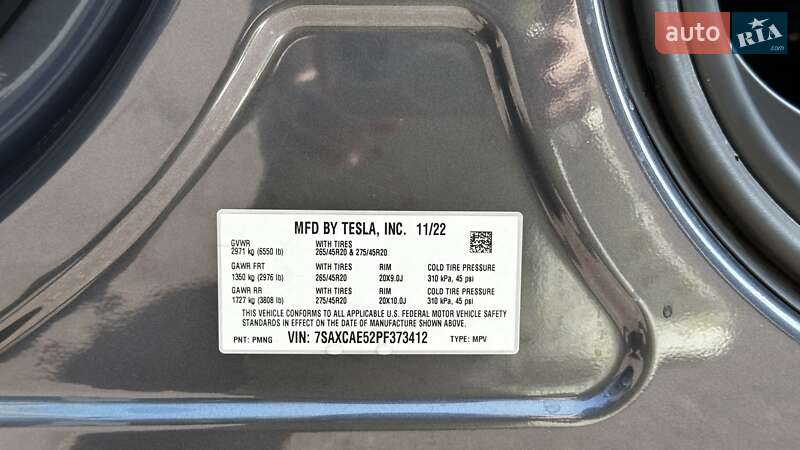 auto RIA.com
MFD BY TESLA, INC. 11/22
GVWR WITH TIRES
2971 kg (6550 lb) 265/45R20 & 275/45R20
GAWR FRT WITH TIRES RIM COLD TIRE PRESSURE
1350 kg (2976 lb) 265/45R20 20X9.0J 310 kPa, 45 psi
GAWR RR WITH TIRES RIM COLD TIRE PRESSURE
1727 kg (3808 lb) 275/45R20 20X10.0J 310 kPa, 45 psi
THIS VEHICLE CONFORMS TO ALL APPLICABLE U.S. FEDERAL MOTOR VEHICLE SAFETY
STANDARDS IN EFFECT ON THE DATE OF MANUFACTURE SHOWN ABOVE.
PNT: PMNG VIN: 7SAXCAE52PF373412 TYPE: MPV